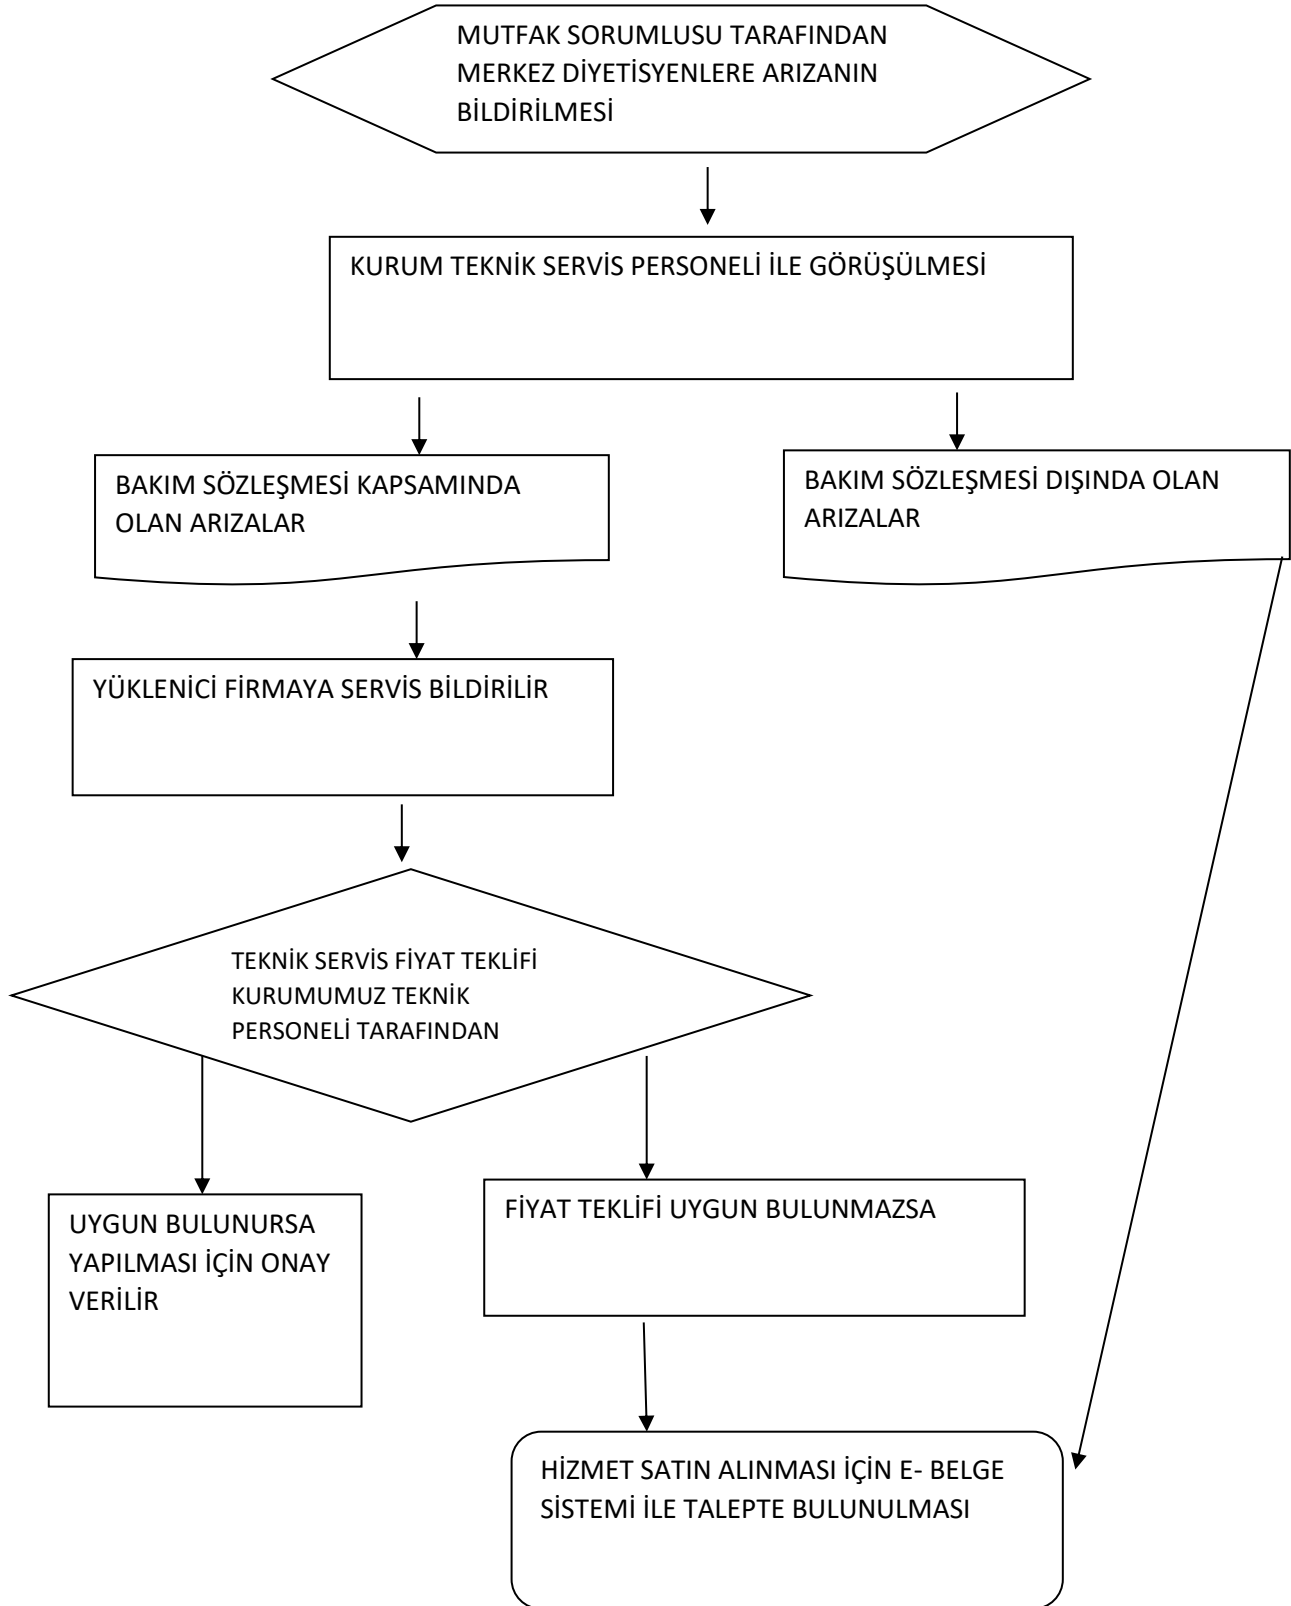 MUTFAK SORUMLUSU TARAFINDAN
MERKEZ DİYETİSYENLERE ARIZANIN
BİLDİRİLMESİ
KURUM TEKNİK SERVİS PERSONELİ İLE GÖRÜŞÜLMESİ
BAKIM SÖZLEŞMESİ KAPSAMINDA
OLAN ARIZALAR
BAKIM SÖZLEŞMESİ DIŞINDA OLAN
ARIZALAR
YÜKLENİCİ FİRMAYA SERVİS BİLDİRİLİR
TEKNİK SERVİS FİYAT TEKLİFİ
KURUMUMUZ TEKNİK
PERSONELİ TARAFINDAN
UYGUN BULUNURSA
YAPILMASI İÇİN ONAY
VERİLİR
FİYAT TEKLİFİ UYGUN BULUNMAZSA
HİZMET SATIN ALINMASI İÇİN E- BELGE
SİSTEMİ İLE TALEPTE BULUNULMASI